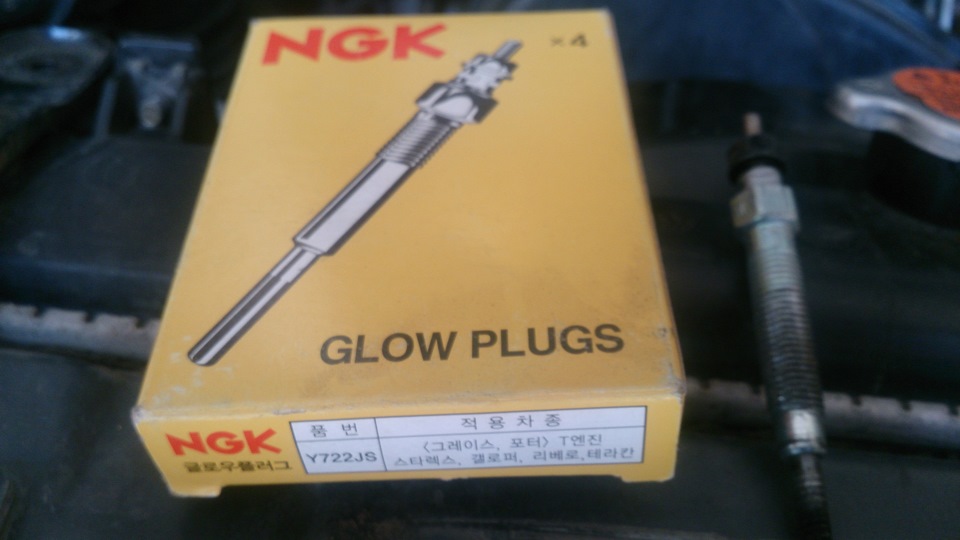 NGK
×4
GLOW PLUGS
NGK
글로우플러그
품 번
적 용 차 종
Y722JS
〈그레이스, 포터〉 T엔진
스타렉스, 갤로퍼, 리베로,테라칸